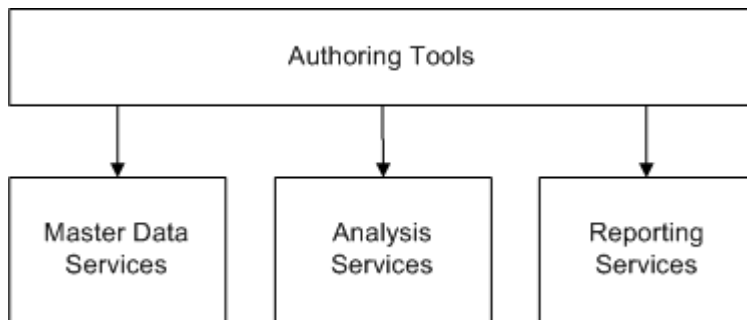 Authoring Tools
Master Data
Services
Analysis
Services
Reporting
Services